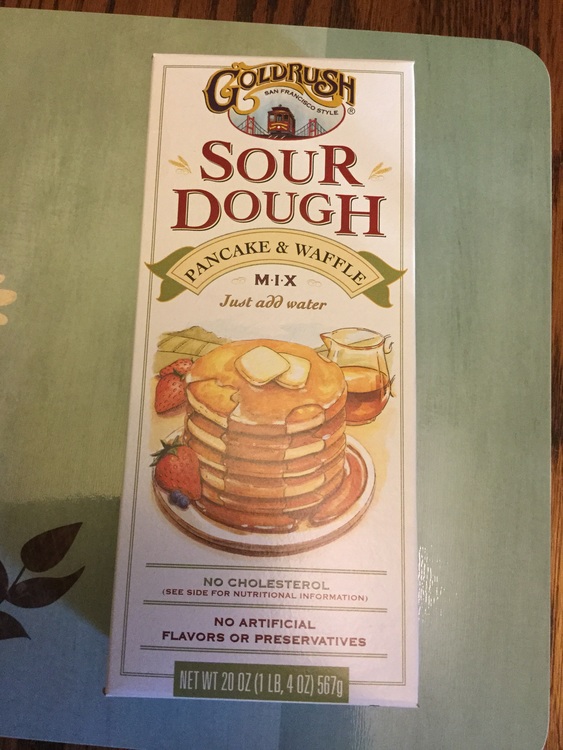 GOLDRUSH
SAN FRANCISCO STYLE
®
SOUR
DOUGH
PANCAKE & WAFFLE
M·I·X
Just add water
NO CHOLESTEROL
(SEE SIDE FOR NUTRITIONAL INFORMATION)
NO ARTIFICIAL
FLAVORS OR PRESERVATIVES
NET WT 20 OZ (1 LB, 4 OZ) 567g